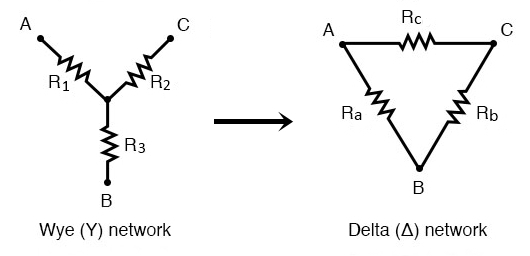 A
C
R1
R2
R3
B
Wye (Y) network
A
Rc
C
Ra
Rb
B
Delta (Δ) network